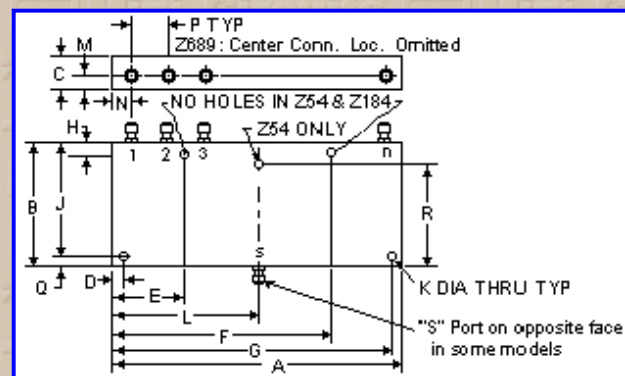 P TYP
M
Z689: Center Conn. Loc. Omitted
C
N
NO HOLES IN Z54 & Z184
H
Z54 ONLY
1 2 3 n
B
J
R
s
Q
D
E
K DIA THRU TYP
L
F
"S" Port on opposite face
in some models
G
A